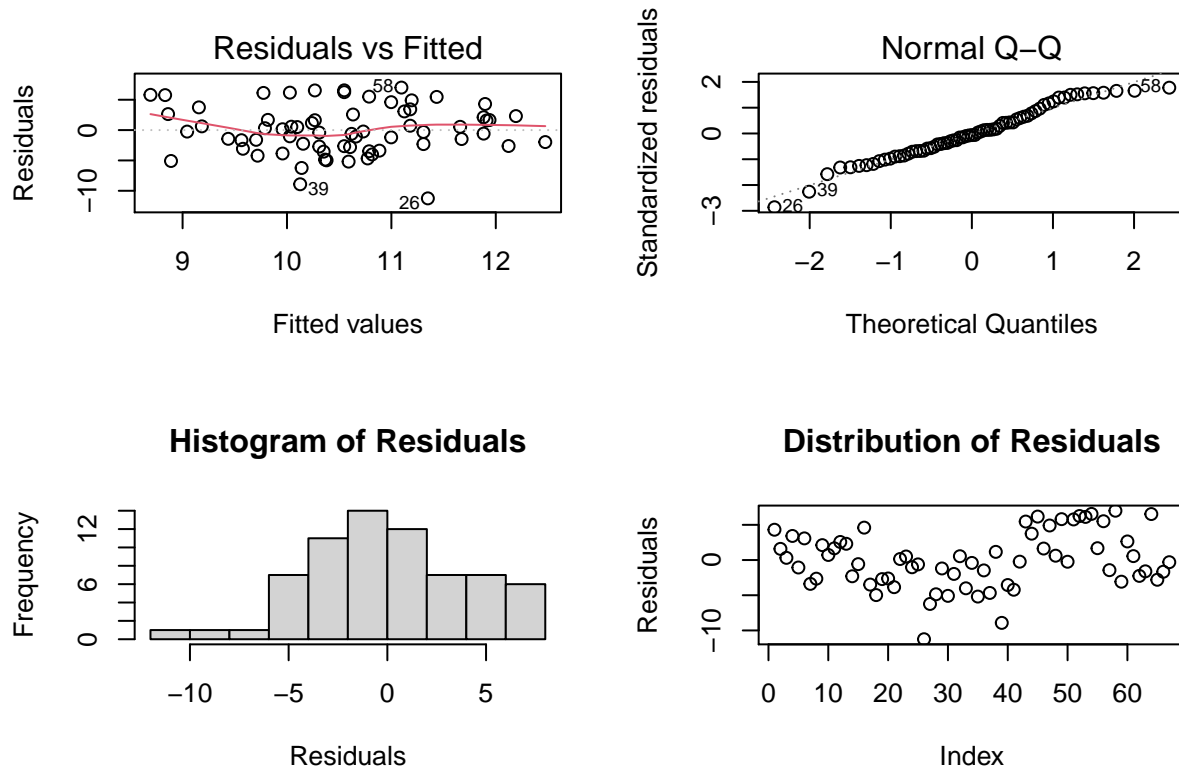 Residuals vs Fitted
Residuals
0
−10
58
39
26
9 10 11 12
Fitted values
Normal Q−Q
Standardized residuals
2
0
−3
58
39
26
−2 −1 0 1 2
Theoretical Quantiles
Histogram of Residuals
Frequency
12
6
0
−10 −5 0 5
Residuals
Distribution of Residuals
Residuals
0
−10
0 10 20 30 40 50 60
Index